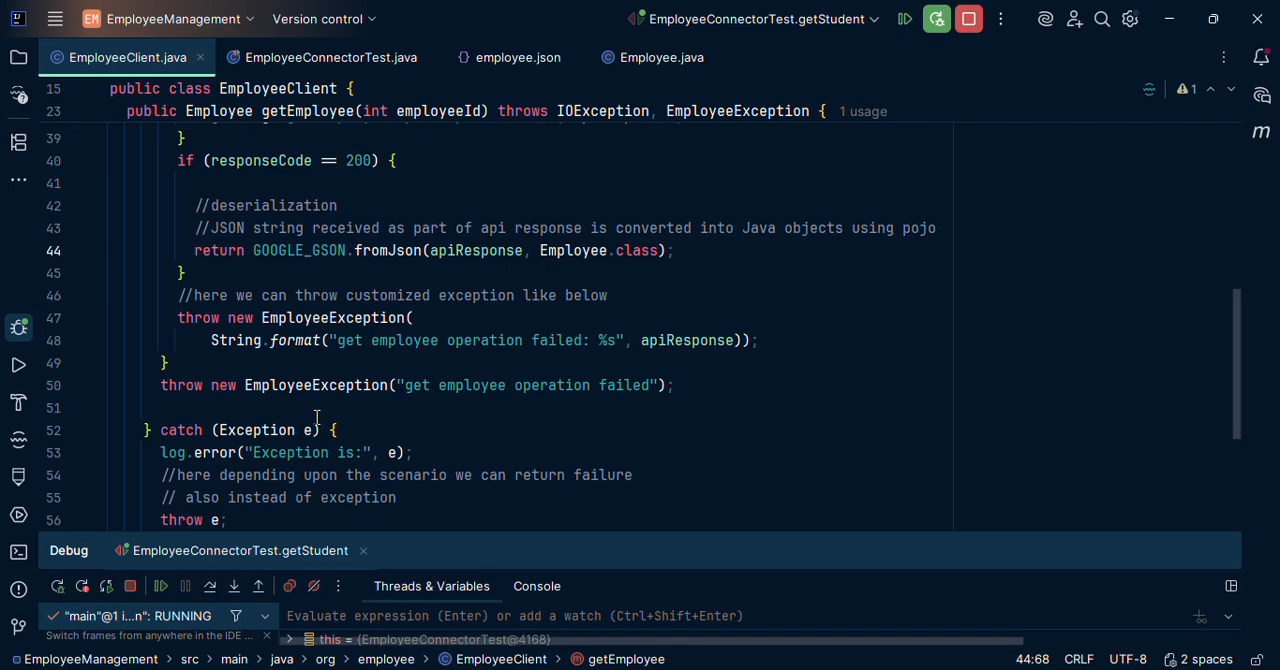 IJ EM EmployeeManagement Version control EmployeeConnectorTest.getStudent
EmployeeClient.java EmployeeConnectorTest.java {} employee.json Employee.java
15 public class EmployeeClient { 1
23 public Employee getEmployee(int employeeId) throws IOException, EmployeeException { 1 usage
39 }
40 if (responseCode == 200) {
41
42 //deserialization
43 //JSON string received as part of api response is converted into Java objects using pojo
44 return GOOGLE_GSON.fromJson(apiResponse, Employee.class);
45 }
46 //here we can throw customized exception like below
47 throw new EmployeeException(
48 String.format("get employee operation failed: %s", apiResponse));
49 }
50 throw new EmployeeException("get employee operation failed");
51
52 } catch (Exception e) {
53 log.error("Exception is:", e);
54 //here depending upon the scenario we can return failure
55 // also instead of exception
56 throw e;
Debug EmployeeConnectorTest.getStudent
Threads & Variables Console
"main"@1 i...n": RUNNING Evaluate expression (Enter) or add a watch (Ctrl+Shift+Enter)
Switch frames from anywhere in the IDE ... this = {EmployeeConnectorTest@4168}
EmployeeManagement > src > main > java > org > employee > EmployeeClient > getEmployee 44:68 CRLF UTF-8 2 spaces